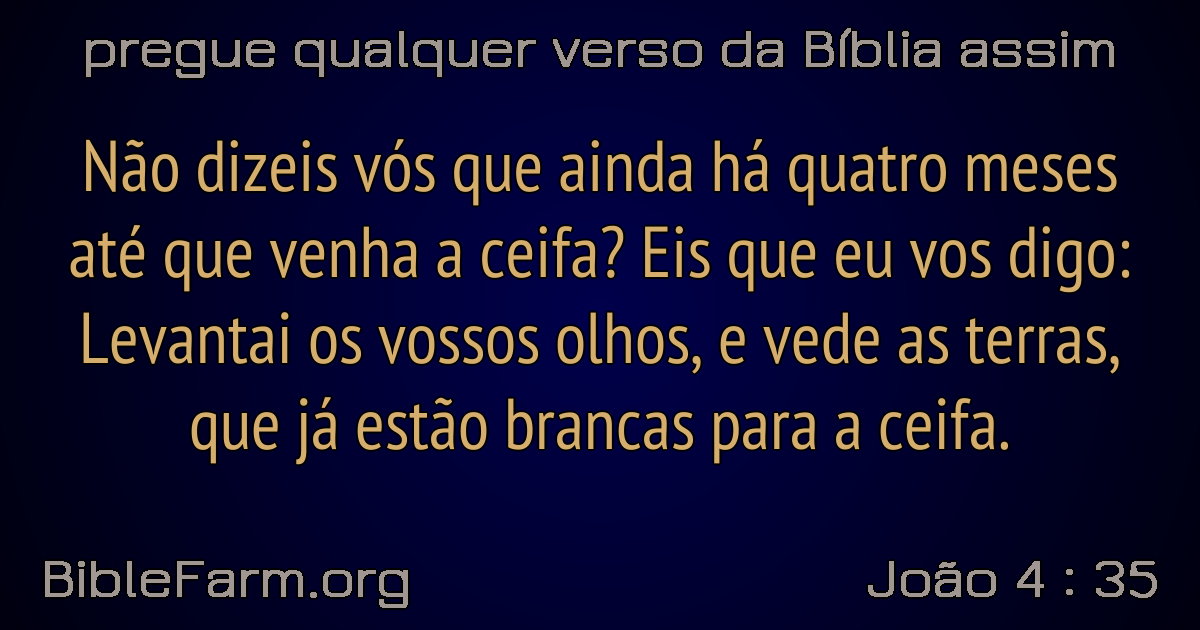 pregue qualquer verso da Bíblia assim
Não dizeis vós que ainda há quatro meses
até que venha a ceifa? Eis que eu vos digo:
Levantai os vossos olhos, e vede as terras,
que já estão brancas para a ceifa.
BibleFarm.org
João 4 : 35